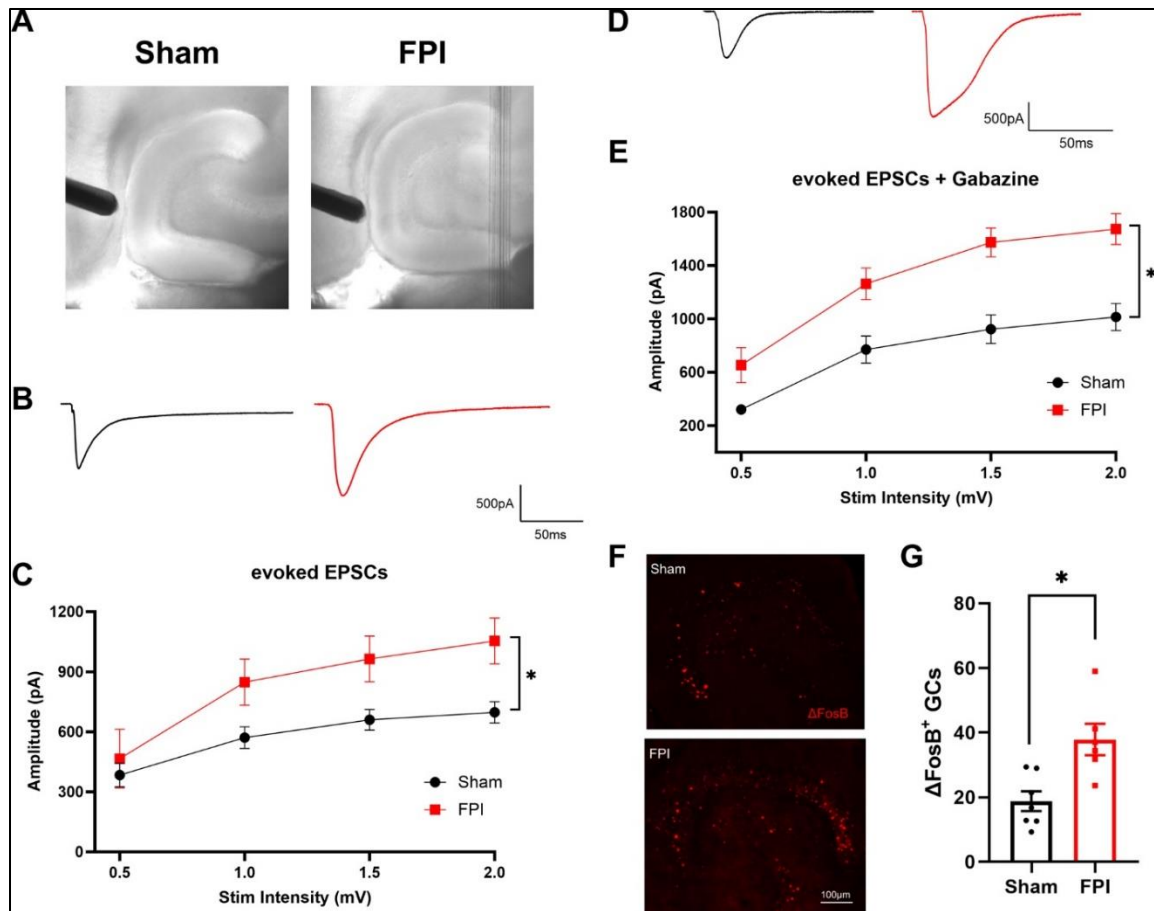 A
Sham FPI
B
500pA
50ms
C
evoked EPSCs
Amplitude (pA)
1200
900
600
300
0
*
Sham
FPI
0.5 1.0 1.5 2.0
Stim Intensity (mV)
D
500pA
50ms
E
evoked EPSCs + Gabazine
Amplitude (pA)
1800
1400
1000
600
200
*
Sham
FPI
0.5 1.0 1.5 2.0
Stim Intensity (mV)
F
Sham
ΔFosB
FPI
100µm
G
*
ΔFosB+ GCs
80
60
40
20
0
Sham FPI